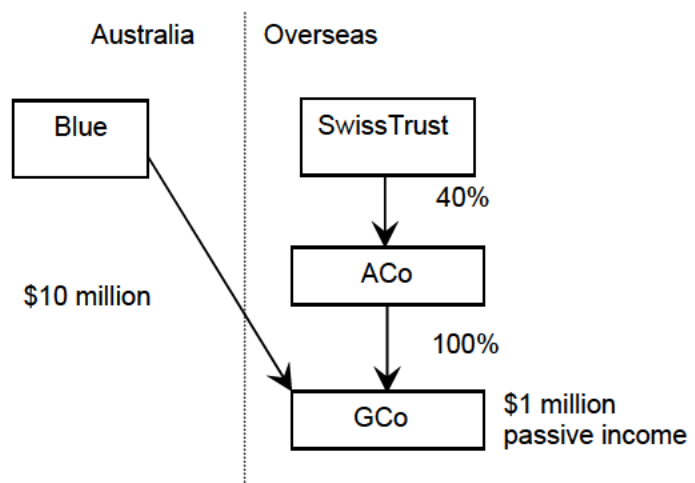 Australia
Overseas
Blue
SwissTrust
40%
ACo
$10 million
100%
GCo
$1 million
passive income